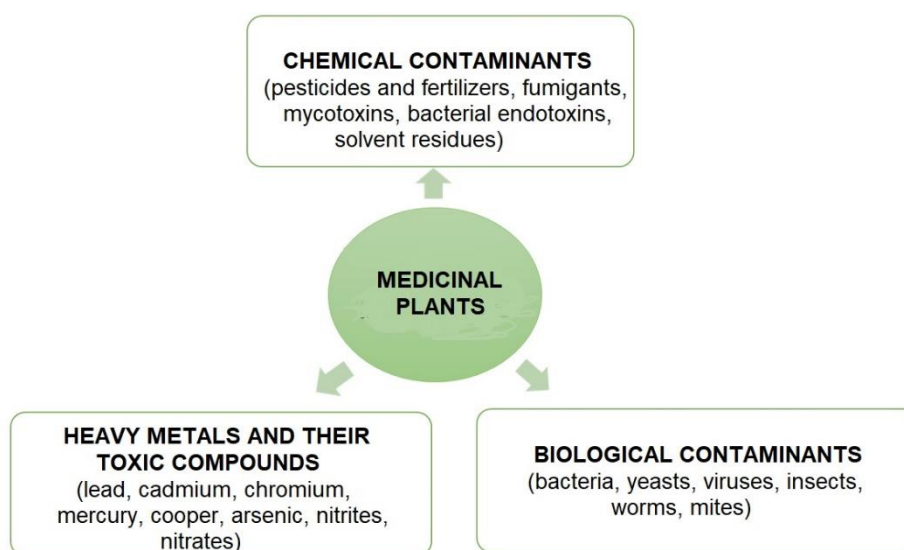 CHEMICAL CONTAMINANTS
(pesticides and fertilizers, fumigants,
mycotoxins, bacterial endotoxins,
solvent residues)
MEDICINAL
PLANTS
HEAVY METALS AND THEIR
TOXIC COMPOUNDS
(lead, cadmium, chromium,
mercury, cooper, arsenic, nitrites,
nitrates)
BIOLOGICAL CONTAMINANTS
(bacteria, yeasts, viruses, insects,
worms, mites)